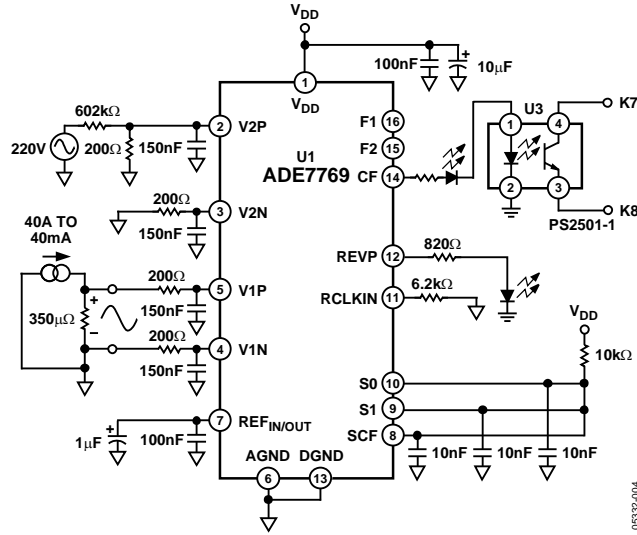 VDD
100nF
10µF
+
1
VDD
602kΩ
220V
200Ω
150nF
2
V2P
U1
ADE7769
F1
16
F2
15
CF
14
U3
1
4
K7
2
3
K8
PS2501-1
200Ω
150nF
3
V2N
40A TO
40mA
350µΩ
+
−
200Ω
150nF
5
V1P
200Ω
150nF
4
V1N
REVP
12
820Ω
RCLKIN
11
6.2kΩ
VDD
10kΩ
S0
10
S1
9
SCF
8
10nF
10nF
10nF
+
1µF
100nF
7
REFIN/OUT
AGND
DGND
6
13
05332-004